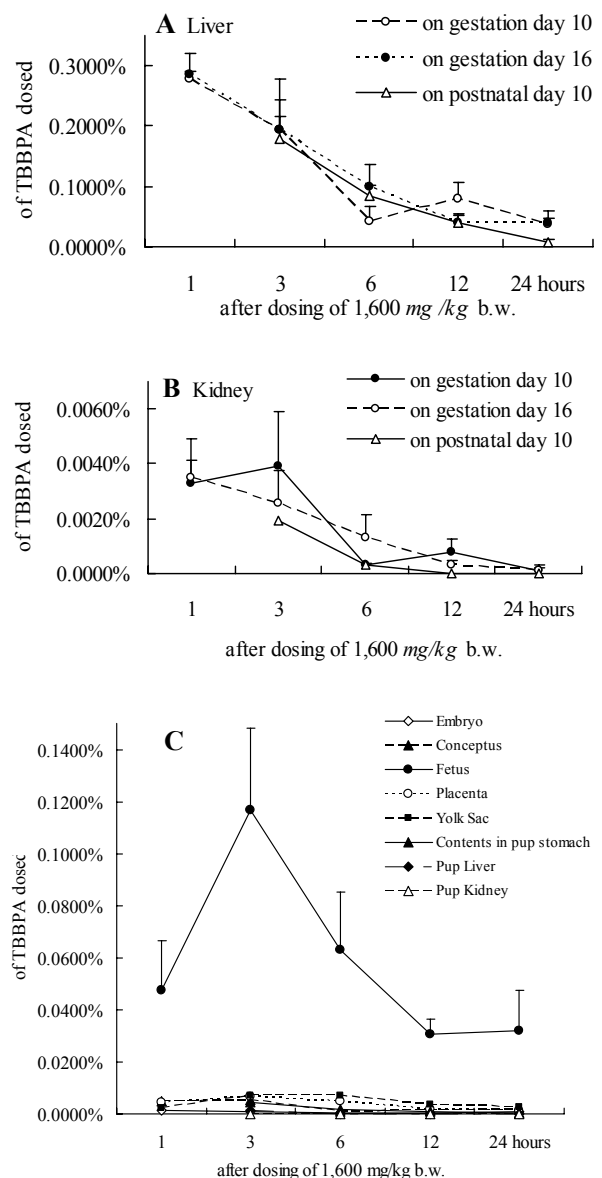 A Liver
on gestation day 10
on gestation day 16
on postnatal day 10
0.3000%
0.2000%
0.1000%
0.0000%
of TBBPA dosed
1 3 6 12 24 hours
after dosing of 1,600 mg /kg b.w.
B Kidney
on gestation day 10
on gestation day 16
on postnatal day 10
0.0060%
0.0040%
0.0020%
0.0000%
of TBBPA dosed
1 3 6 12 24 hours
after dosing of 1,600 mg/kg b.w.
C
Embryo
Conceptus
Fetus
Placenta
Yolk Sac
Contents in pup stomach
Pup Liver
Pup Kidney
0.1400%
0.1200%
0.1000%
0.0800%
0.0600%
0.0400%
0.0200%
0.0000%
of TBBPA dosed
1 3 6 12 24 hours
after dosing of 1,600 mg/kg b.w.